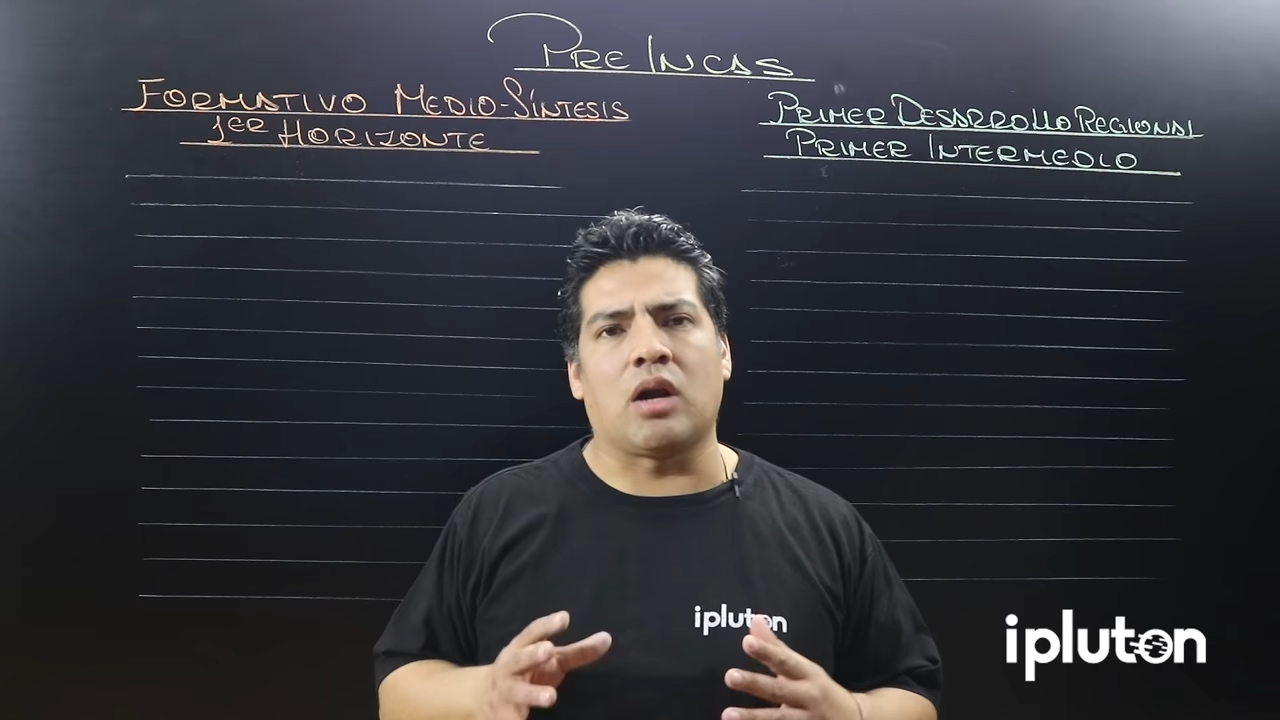 PRE INCAS
FORMATIVO MEDIO-SÍNTESIS
1ER HORIZONTE
PRIMER DESARROLLO REGIONAL
PRIMER INTERMEDIO
ipluton
ipluton